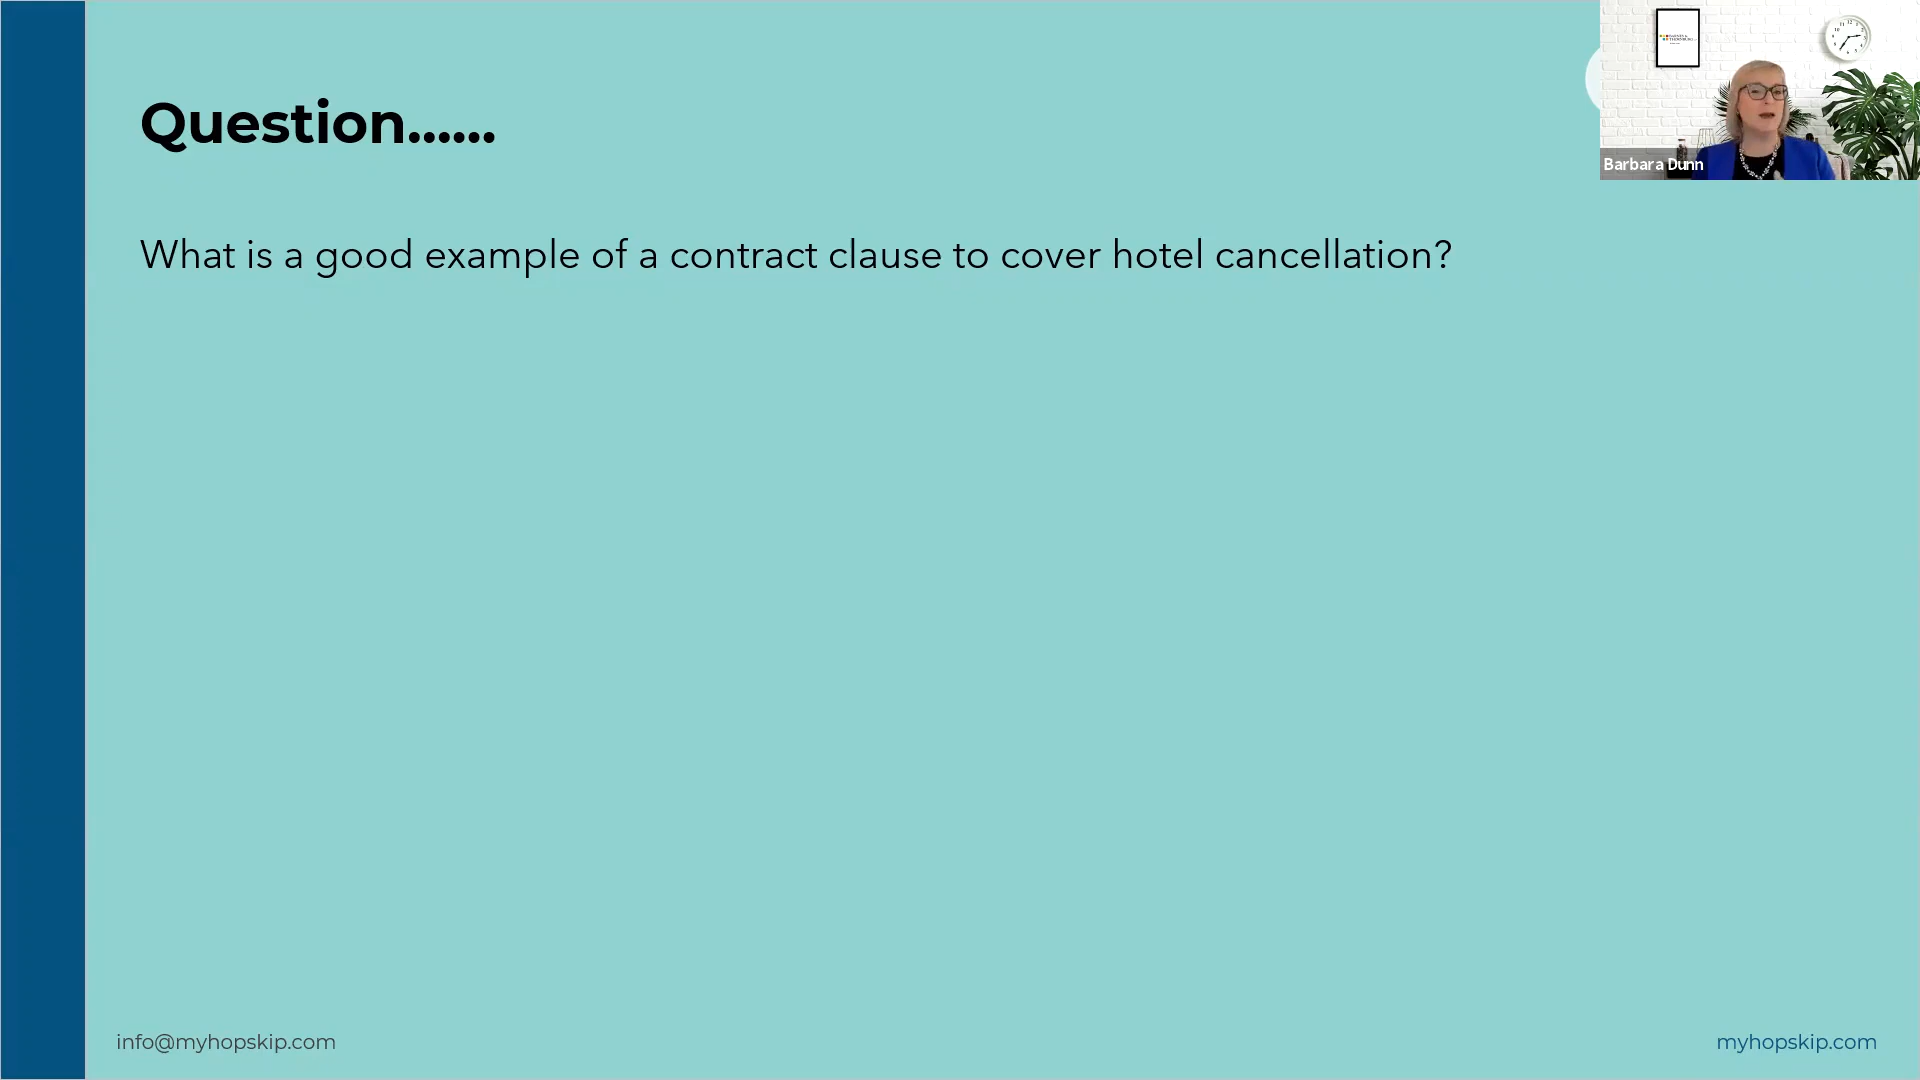 Question......
What is a good example of a contract clause to cover hotel cancellation?
Barbara Dunn
info@myhopskip.com
myhopskip.com